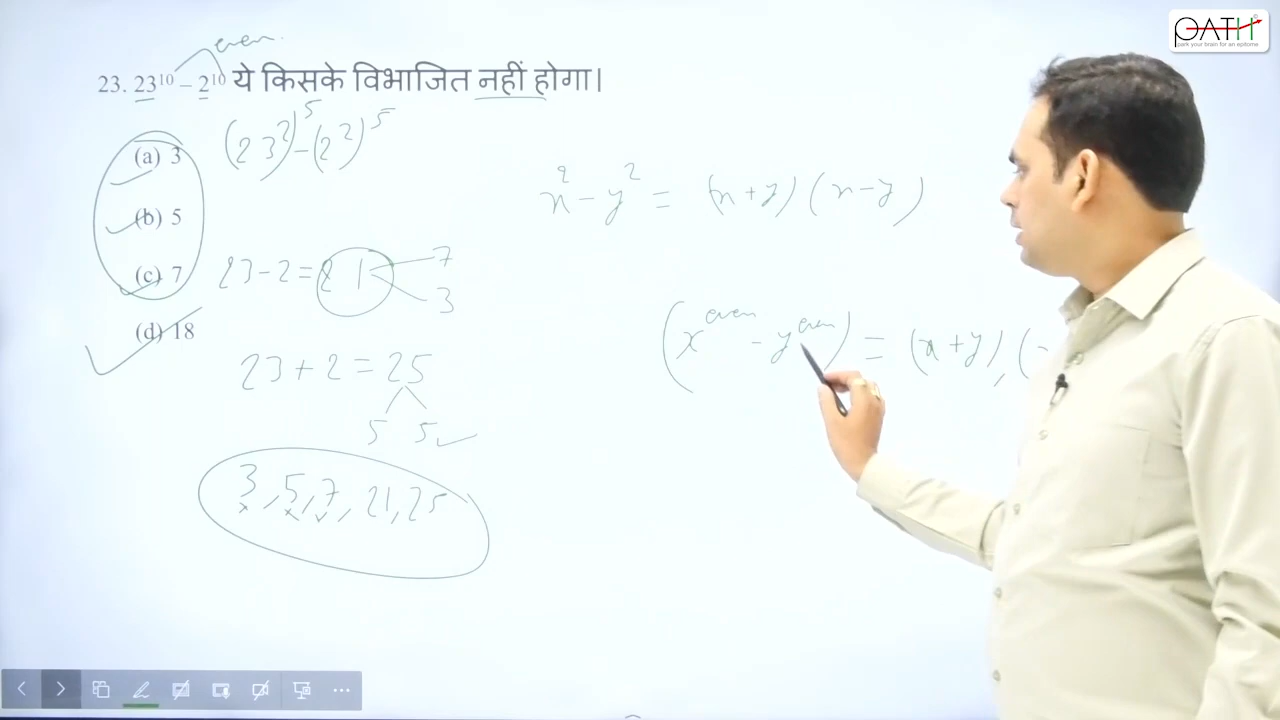 PATH
park your brain for an epitome
even
23. 23¹⁰ – 2¹⁰ ये किसके विभाजित नहीं होगा।
(23²)⁵ – (2²)⁵
(a) 3
(b) 5
(c) 7
(d) 18
x² – y² = (x + y) (x – y)
23 – 2 = 21
7
3
(x^even – y^even) = (x + y), (
23 + 2 = 25
5 5
3, 5, 7, 21, 25